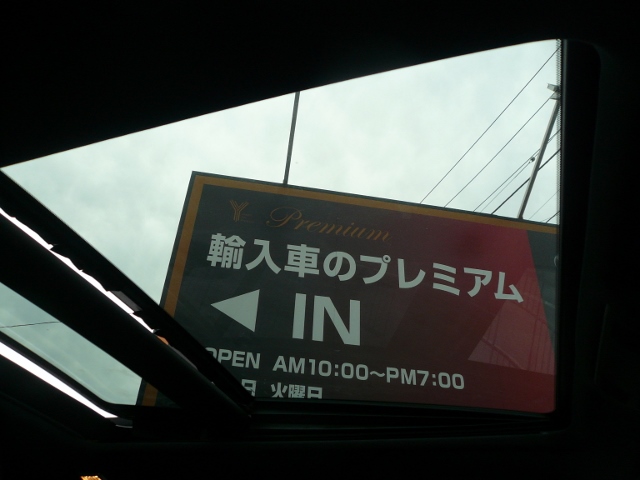 Premium
輸入車のプレミアム
IN
OPEN AM10:00〜PM7:00
日 火曜日